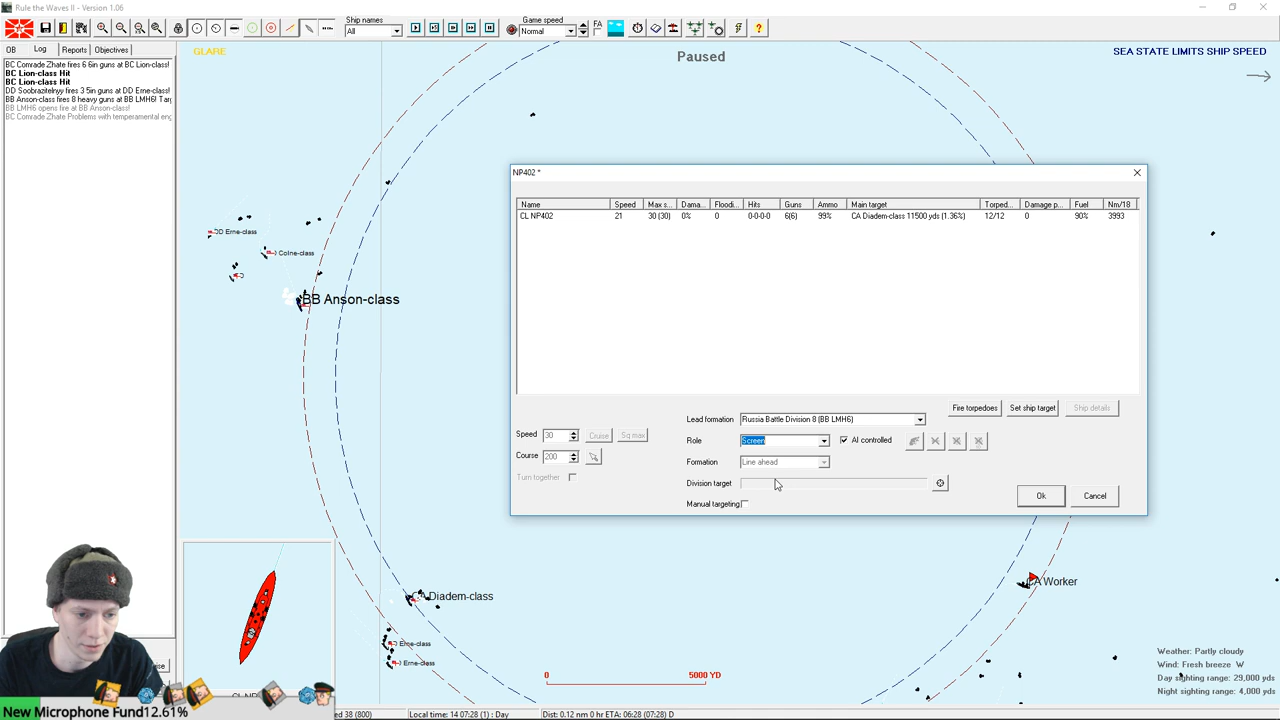 Rule the Waves II - Version 1.06
Ship names
All
Game speed
Normal
FA
OB
Log
Reports
Objectives
GLARE
Paused
SEA STATE LIMITS SHIP SPEED
BC Comrade Zhate fires 6 6in guns at BC Lion-class!
BC Lion-class Hit
BC Lion-class Hit
DD Soobrazitelnyy fires 3 5in guns at DD Erne-class!
BB Anson-class fires 8 heavy guns at BB LMH6! Targ
BB LMH6 opens fire at BB Anson-class!
BC Comrade Zhate Problems with temperamental eng
NP402 *
Name
Speed
Max s...
Dama...
Floodi...
Hits
Guns
Ammo
Main target
Torped...
Damage p...
Fuel
Nm/18
CL NP402
21
30 (30)
0%
0
0-0-0-0
6(6)
99%
CA Diadem-class 11500 yds (1.36%)
12/12
0
90%
3993
DD Erne-class
Colne-class
BB Anson-class
Fire torpedoes
Set ship target
Ship details
Lead formation
Russia Battle Division 8 (BB LMH6)
Speed
30
Cruise
Sq max
Role
Screen
AI controlled
Course
200
Formation
Line ahead
Turn together
Division target
Manual targeting
Ok
Cancel
CA Diadem-class
CA Worker
Erne-class
Erne-class
0
5000 YD
Weather: Partly cloudy
Wind: Fresh breeze W
Day sighting range: 29,000 yds
Night sighting range: 4,000 yds
New Microphone Fund
12.61%
ed 38 (800)
Local time: 14 07:28 (1) : Day
Dist: 0.12 nm 0 hr ETA: 06:28 (07:28) D